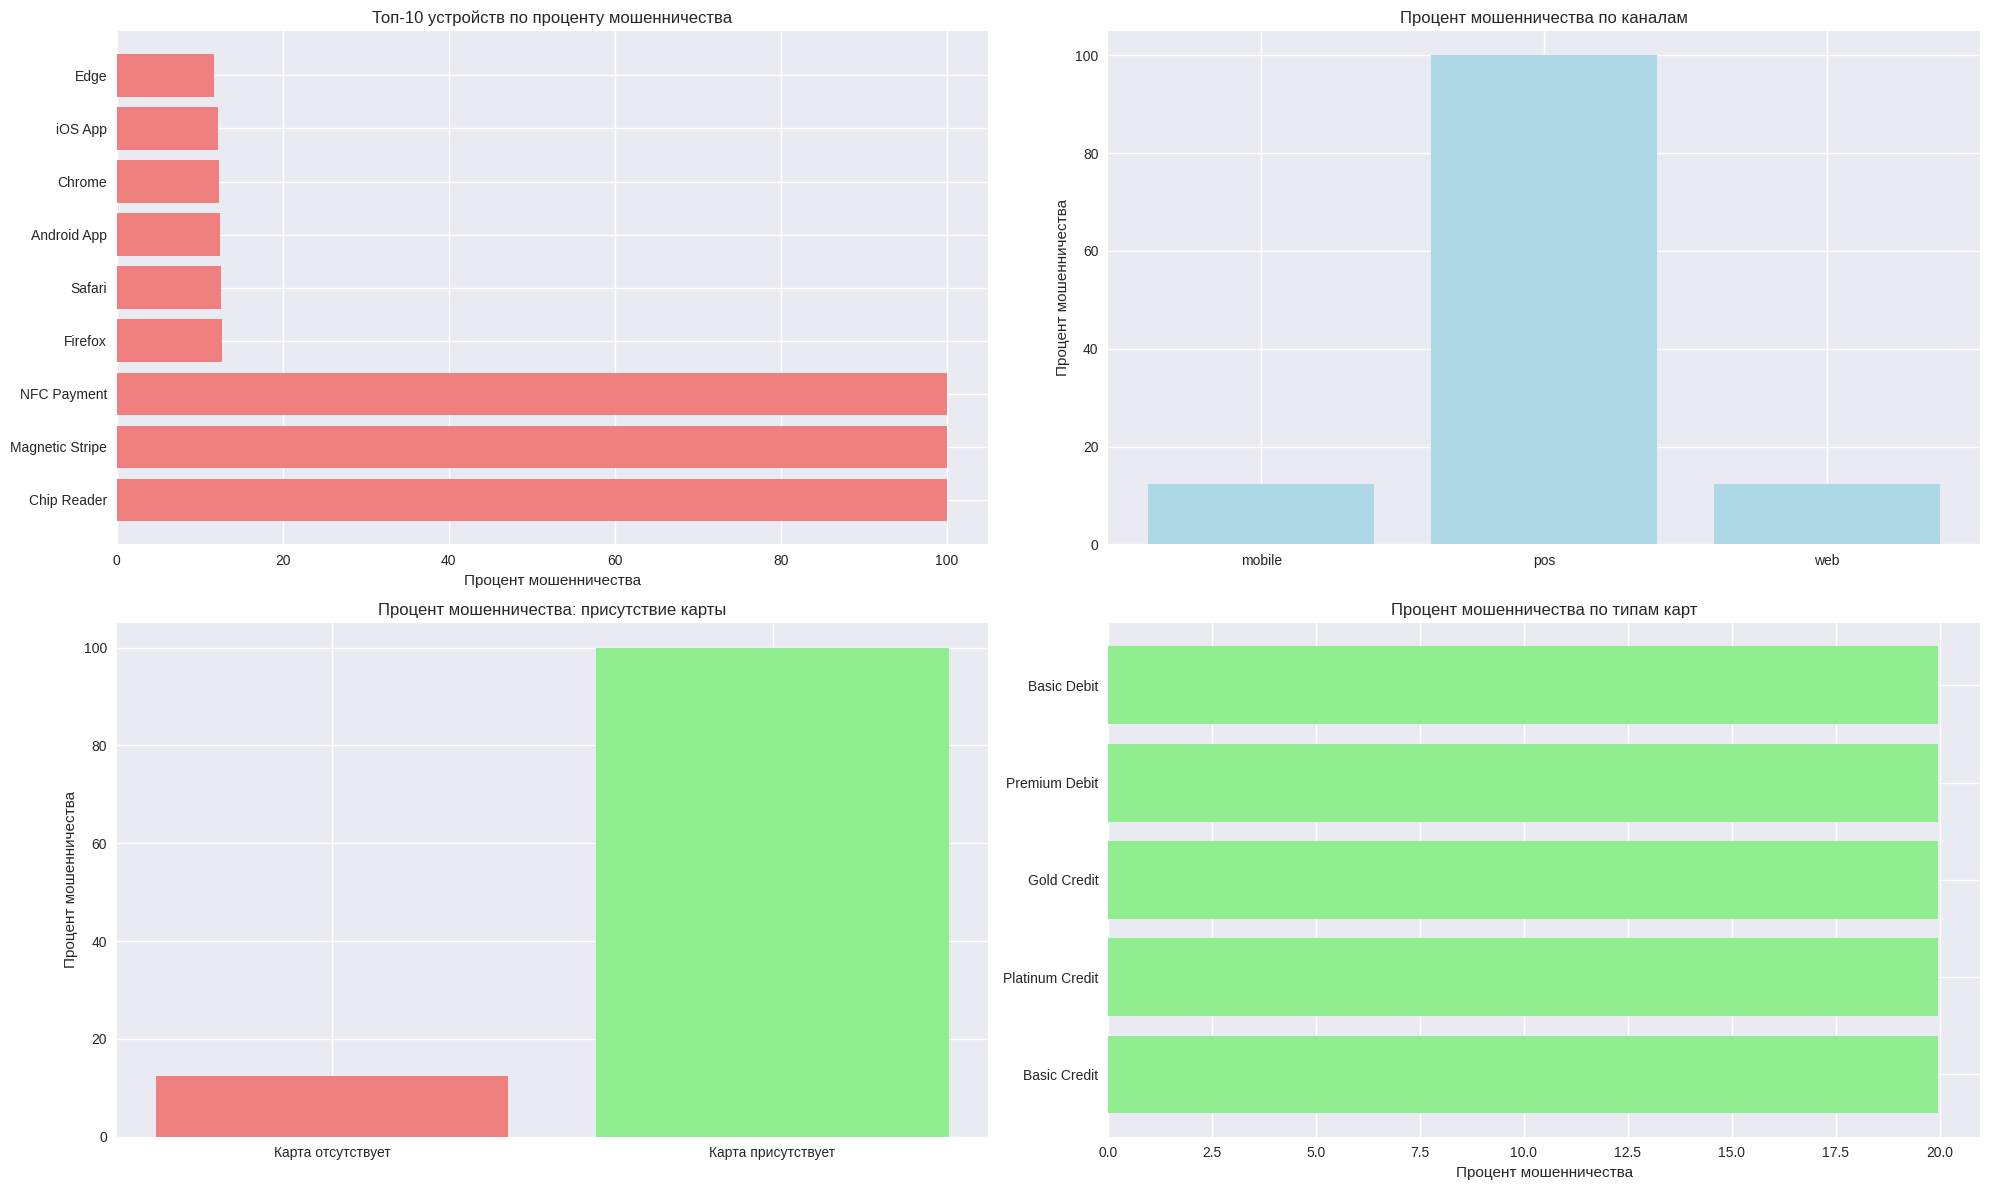 Топ-10 устройств по проценту мошенничества
Edge
iOS App
Chrome
Android App
Safari
Firefox
NFC Payment
Magnetic Stripe
Chip Reader
0 20 40 60 80 100
Процент мошенничества
Процент мошенничества по каналам
Процент мошенничества
100
80
60
40
20
0
mobile pos web
Процент мошенничества: присутствие карты
Процент мошенничества
100
80
60
40
20
0
Карта отсутствует Карта присутствует
Процент мошенничества по типам карт
Basic Debit
Premium Debit
Gold Credit
Platinum Credit
Basic Credit
0.0 2.5 5.0 7.5 10.0 12.5 15.0 17.5 20.0
Процент мошенничества